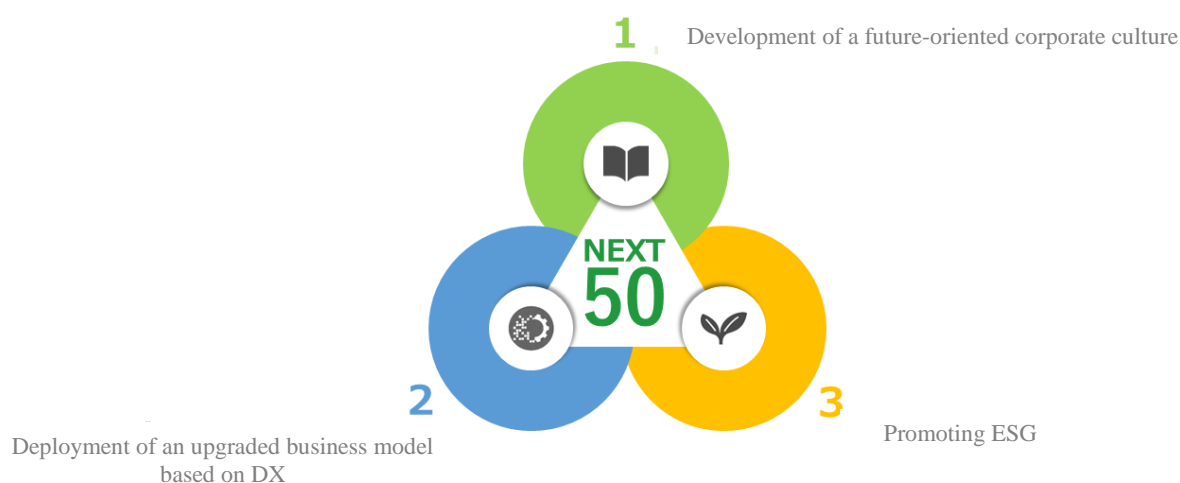 1
Development of a future-oriented corporate culture
NEXT
50
2
3
Deployment of an upgraded business model
based on DX
Promoting ESG